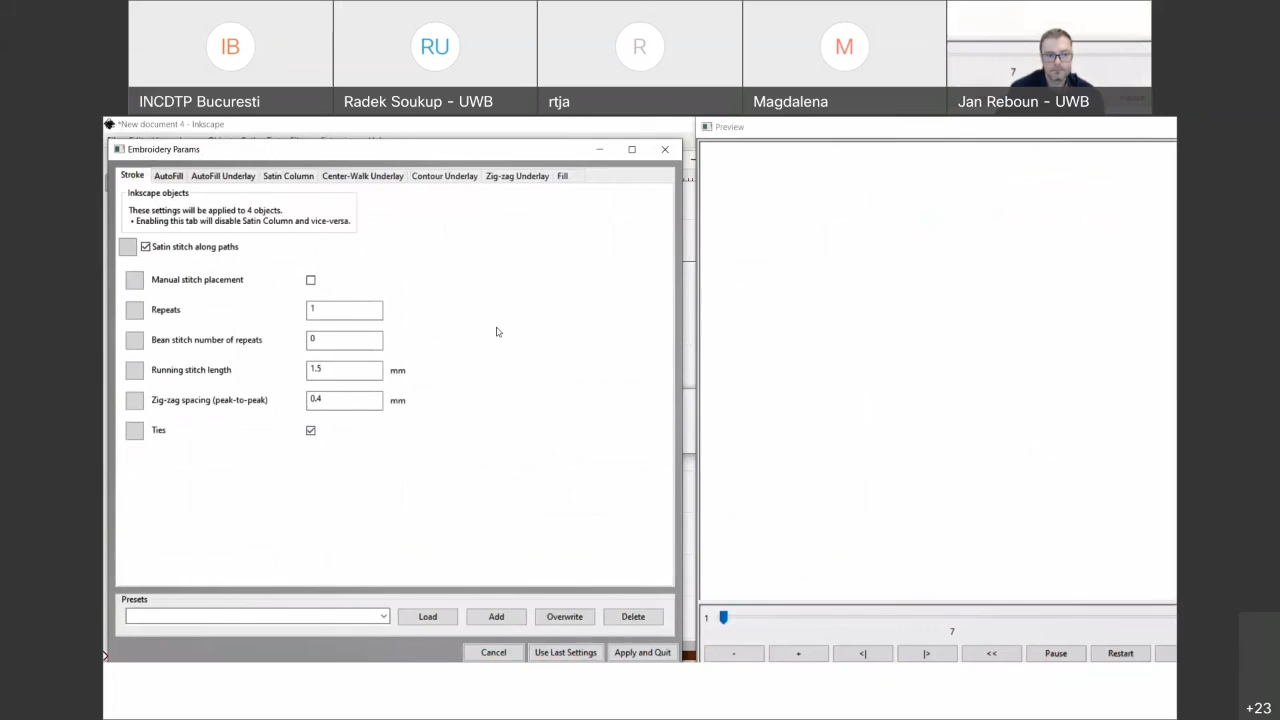 IB
RU
R
M
7
INCDTP Bucuresti
Radek Soukup - UWB
rtja
Magdalena
Jan Reboun - UWB
*New document 4 - Inkscape
Embroidery Params
Preview
Stroke
AutoFill
AutoFill Underlay
Satin Column
Center-Walk Underlay
Contour Underlay
Zig-zag Underlay
Fill
Inkscape objects
These settings will be applied to 4 objects.
• Enabling this tab will disable Satin Column and vice-versa.
Satin stitch along paths
Manual stitch placement
Repeats 1
Bean stitch number of repeats 0
Running stitch length 1.5 mm
Zig-zag spacing (peak-to-peak) 0.4 mm
Ties
Presets
Load
Add
Overwrite
Delete
Cancel
Use Last Settings
Apply and Quit
1
7
-
+
<|
|>
<<
Pause
Restart
+23